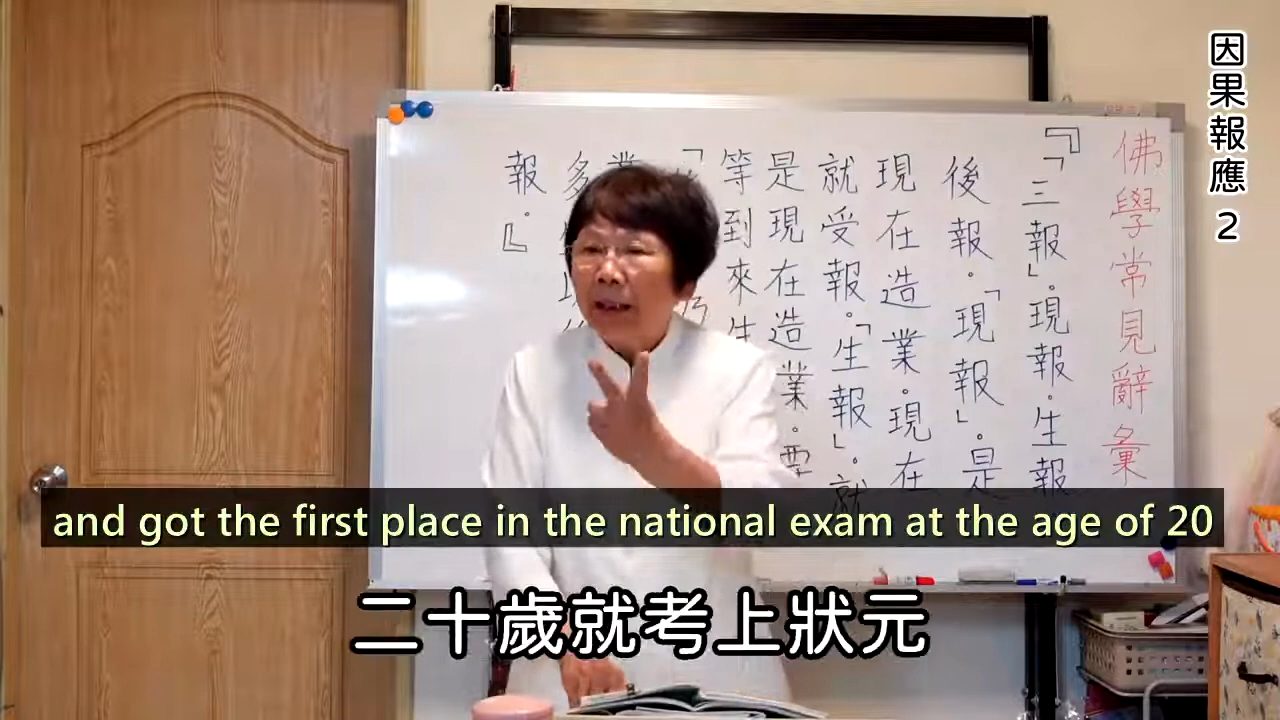 因果報應 2
佛學常見辭彙
『「三報」。現報。生報
後報。「現報」。是
現在造業。現在
就受報。「生報」。就
是現在造業。要
等到來生
報。』
and got the first place in the national exam at the age of 20
二十歲就考上狀元